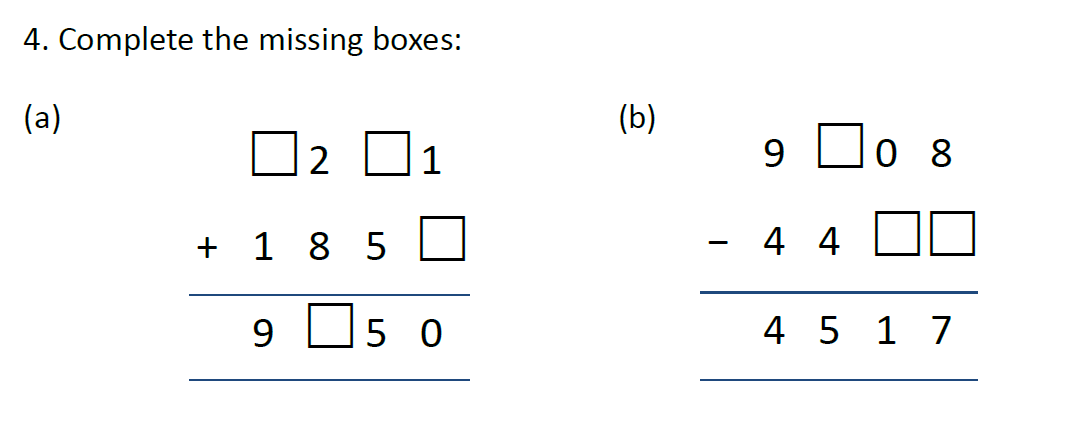 4. Complete the missing boxes:
(a)
□ 2 □ 1
+ 1 8 5 □
9 □ 5 0
(b)
9 □ 0 8
− 4 4 □ □
4 5 1 7